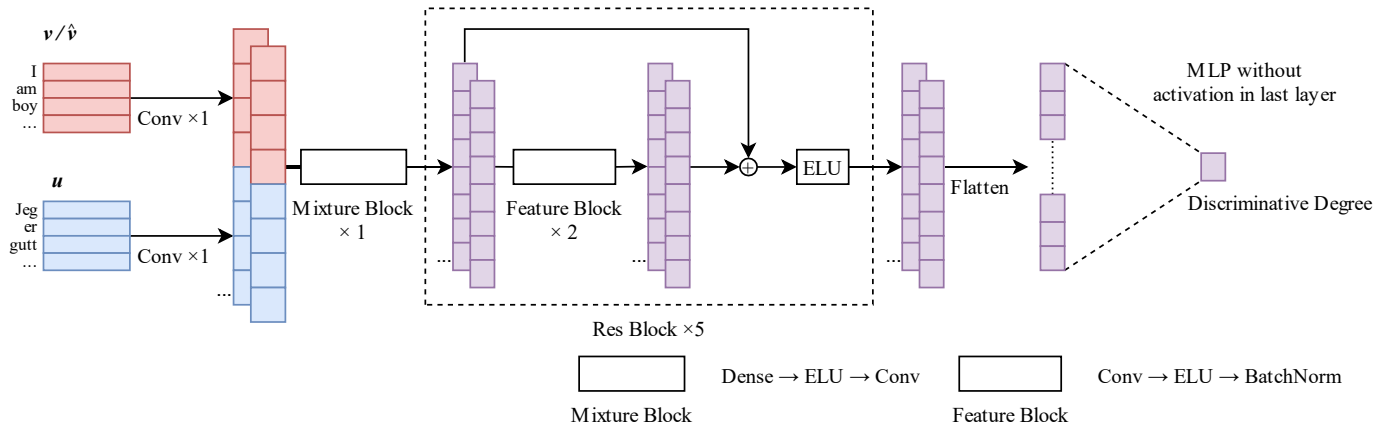 v/v̂
I
am
boy
...
Conv ×1
u
Jeg
er
gutt
...
Conv ×1
...
Mixture Block
× 1
...
Feature Block
× 2
...
ELU
Res Block ×5
...
Flatten
MLP without
activation in last layer
Discriminative Degree
Mixture Block
Dense → ELU → Conv
Feature Block
Conv → ELU → BatchNorm